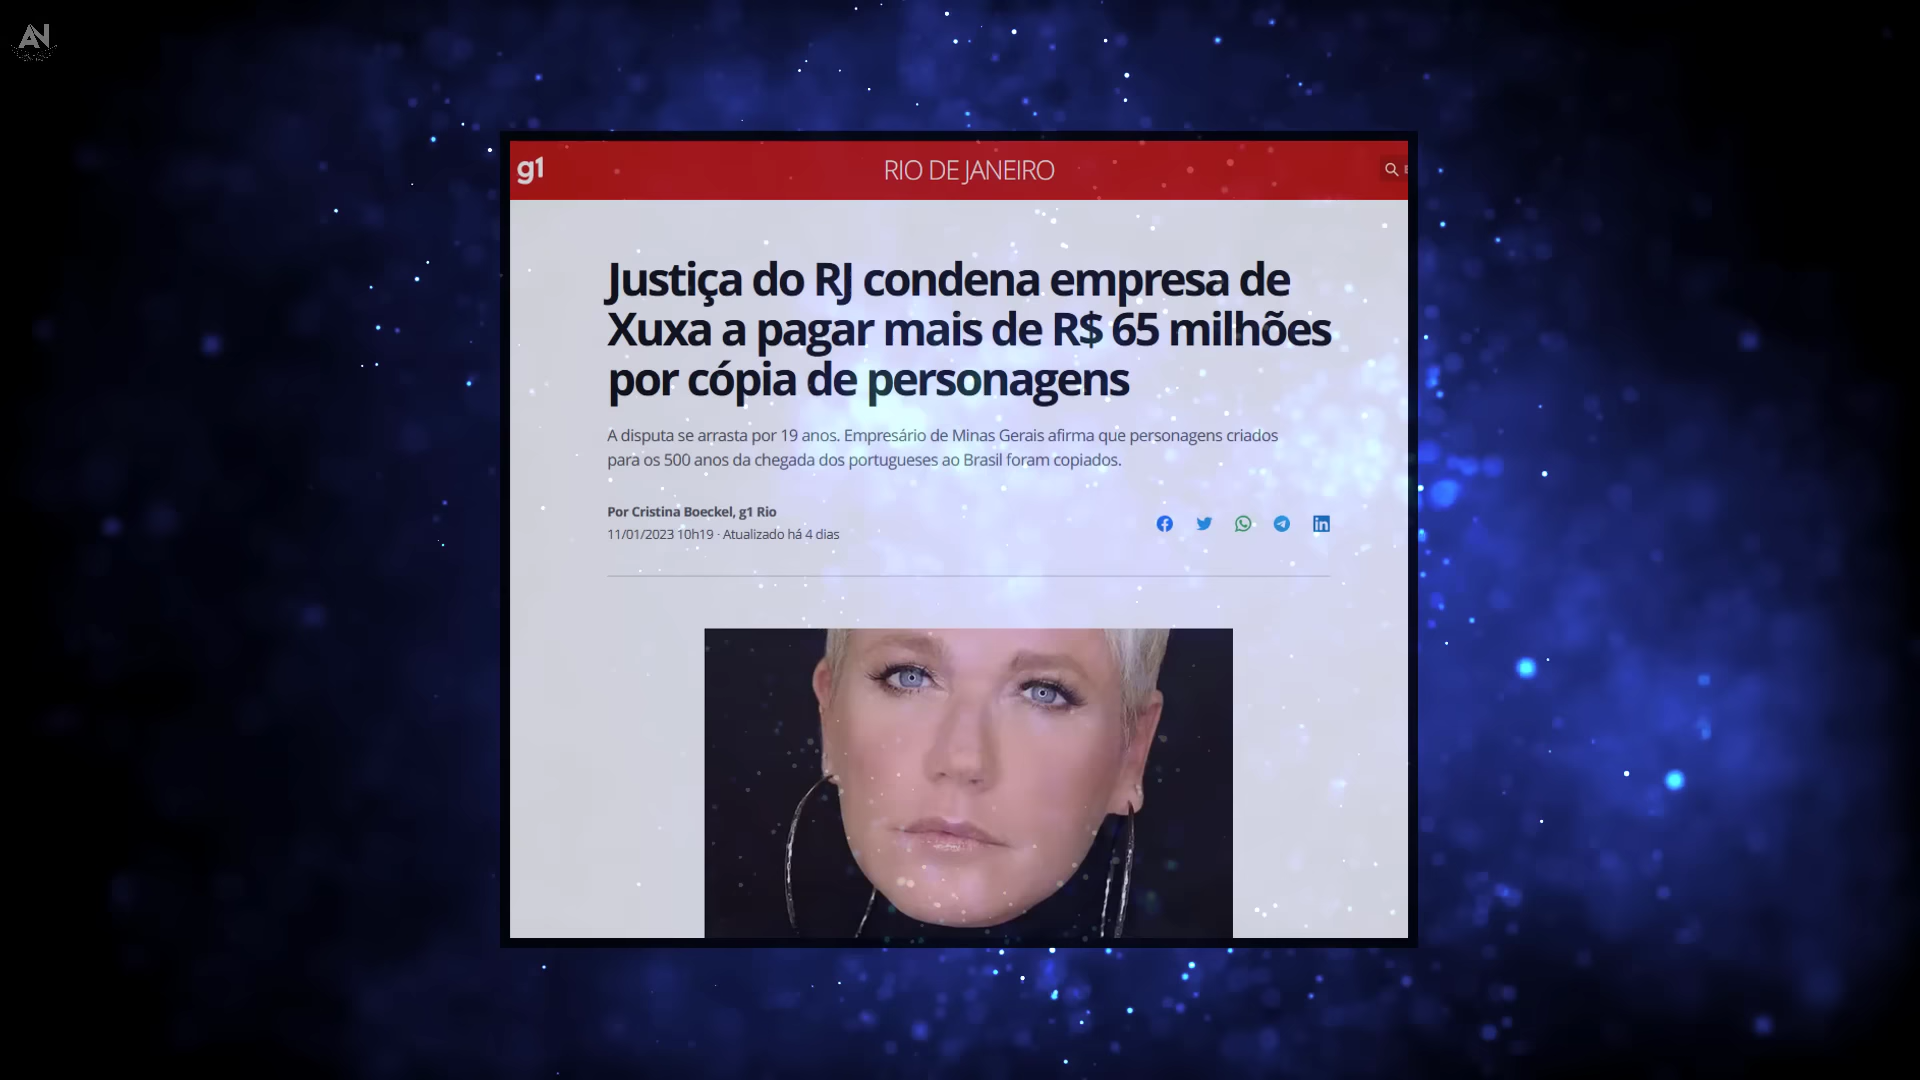 AN
g1
RIO DE JANEIRO
Justiça do RJ condena empresa de
Xuxa a pagar mais de R$ 65 milhões
por cópia de personagens
A disputa se arrasta por 19 anos. Empresário de Minas Gerais afirma que personagens criados
para os 500 anos da chegada dos portugueses ao Brasil foram copiados.
Por Cristina Boeckel, g1 Rio
11/01/2023 10h19 · Atualizado há 4 dias